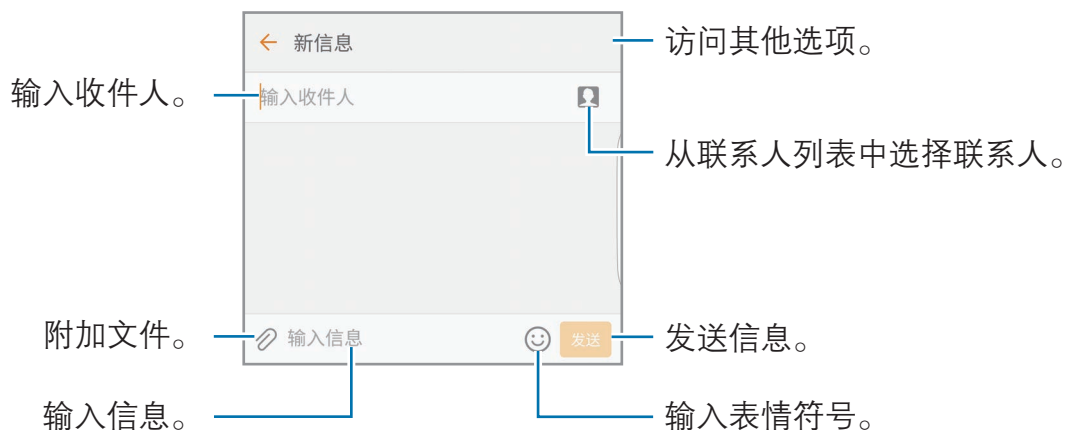 新信息
访问其他选项。
输入收件人。
输入收件人
从联系人列表中选择联系人。
附加文件。
输入信息
发送
发送信息。
输入信息。
输入表情符号。